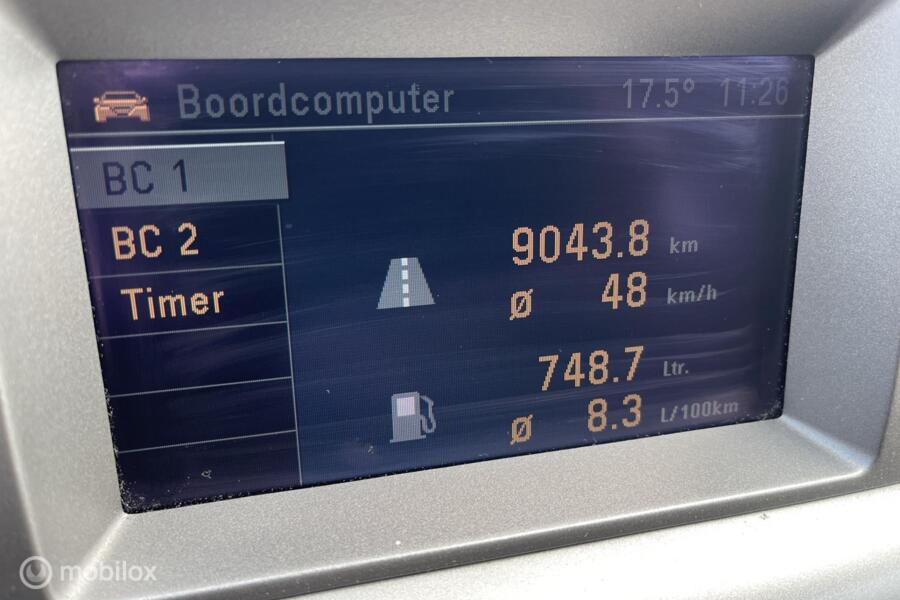 Boordcomputer 17.5° 11:26
BC 1
BC 2
Timer
9043.8 km
Ø 48 km/h
748.7 Ltr.
Ø 8.3 L/100km
mobilox